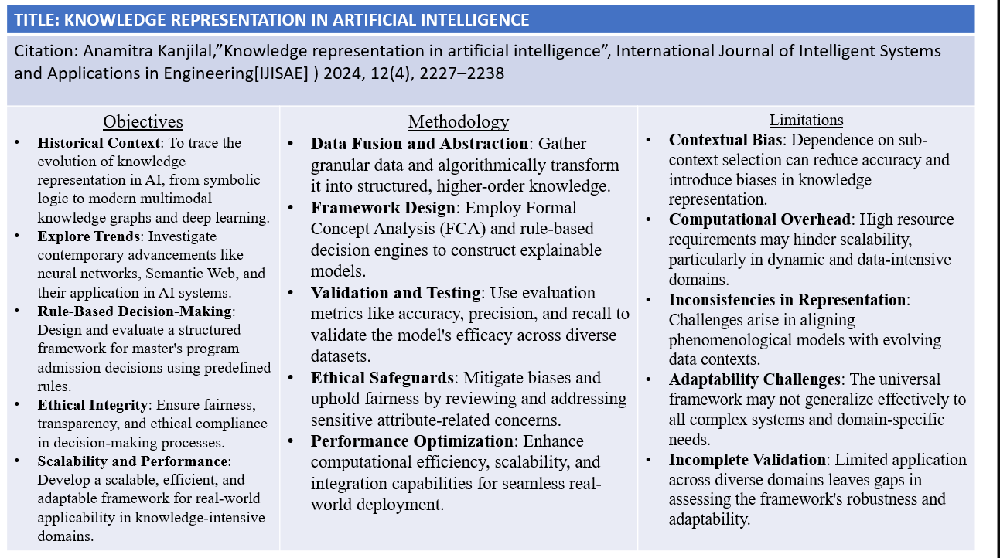 TITLE: KNOWLEDGE REPRESENTATION IN ARTIFICIAL INTELLIGENCE
Citation: Anamitra Kanjilal,”Knowledge representation in artificial intelligence”, International Journal of Intelligent Systems
and Applications in Engineering[IJISAE] ) 2024, 12(4), 2227–2238
Objectives
• Historical Context: To trace the
evolution of knowledge
representation in AI, from symbolic
logic to modern multimodal
knowledge graphs and deep learning.
• Explore Trends: Investigate
contemporary advancements like
neural networks, Semantic Web, and
their application in AI systems.
• Rule-Based Decision-Making:
Design and evaluate a structured
framework for master's program
admission decisions using predefined
rules.
• Ethical Integrity: Ensure fairness,
transparency, and ethical compliance
in decision-making processes.
• Scalability and Performance:
Develop a scalable, efficient, and
adaptable framework for real-world
applicability in knowledge-intensive
domains.
Methodology
• Data Fusion and Abstraction: Gather
granular data and algorithmically transform
it into structured, higher-order knowledge.
• Framework Design: Employ Formal
Concept Analysis (FCA) and rule-based
decision engines to construct explainable
models.
• Validation and Testing: Use evaluation
metrics like accuracy, precision, and recall to
validate the model's efficacy across diverse
datasets.
• Ethical Safeguards: Mitigate biases and
uphold fairness by reviewing and addressing
sensitive attribute-related concerns.
• Performance Optimization: Enhance
computational efficiency, scalability, and
integration capabilities for seamless real-
world deployment.
Limitations
• Contextual Bias: Dependence on sub-
context selection can reduce accuracy and
introduce biases in knowledge
representation.
• Computational Overhead: High resource
requirements may hinder scalability,
particularly in dynamic and data-intensive
domains.
• Inconsistencies in Representation:
Challenges arise in aligning
phenomenological models with evolving
data contexts.
• Adaptability Challenges: The universal
framework may not generalize effectively to
all complex systems and domain-specific
needs.
• Incomplete Validation: Limited application
across diverse domains leaves gaps in
assessing the framework's robustness and
adaptability.